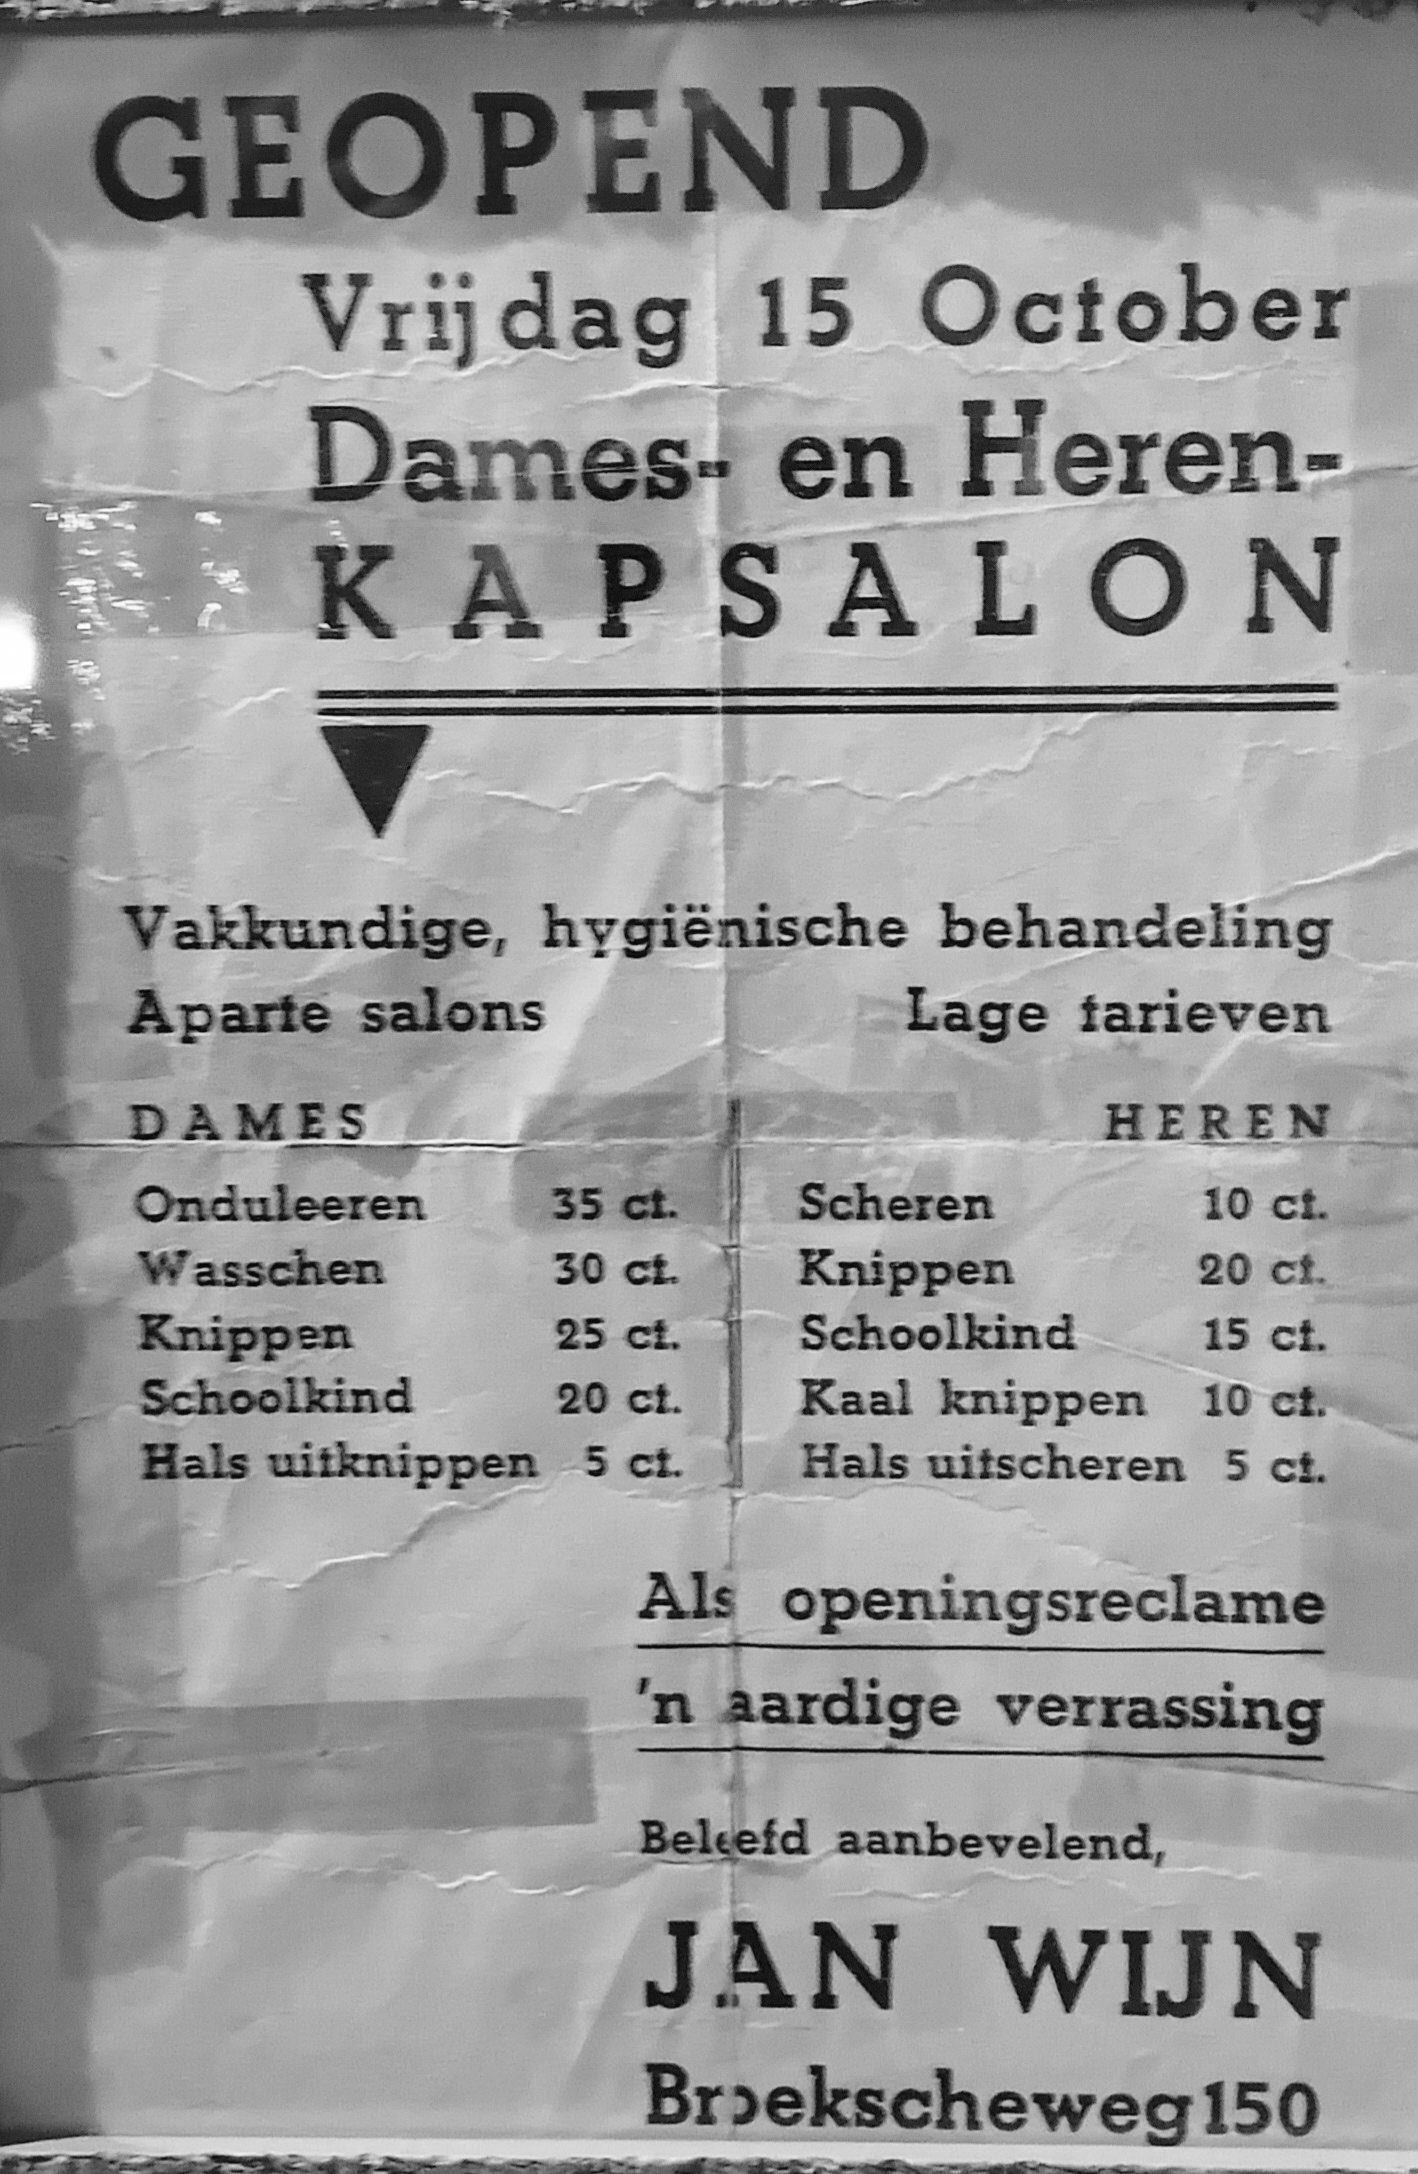 GEOPEND
Vrijdag 15 October
Dames- en Heren-
KAPSALON
Vakkundige, hygiënische behandeling
Aparte salons Lage tarieven
DAMES HEREN
Onduleeren 35 ct. Scheren 10 ct.
Wasschen 30 ct. Knippen 20 ct.
Knippen 25 ct. Schoolkind 15 ct.
Schoolkind 20 ct. Kaal knippen 10 ct.
Hals uitknippen 5 ct. Hals uitscheren 5 ct.
Als openingsreclame
'n aardige verrassing
Beleefd aanbevelend,
JAN WIJN
Broekscheweg 150